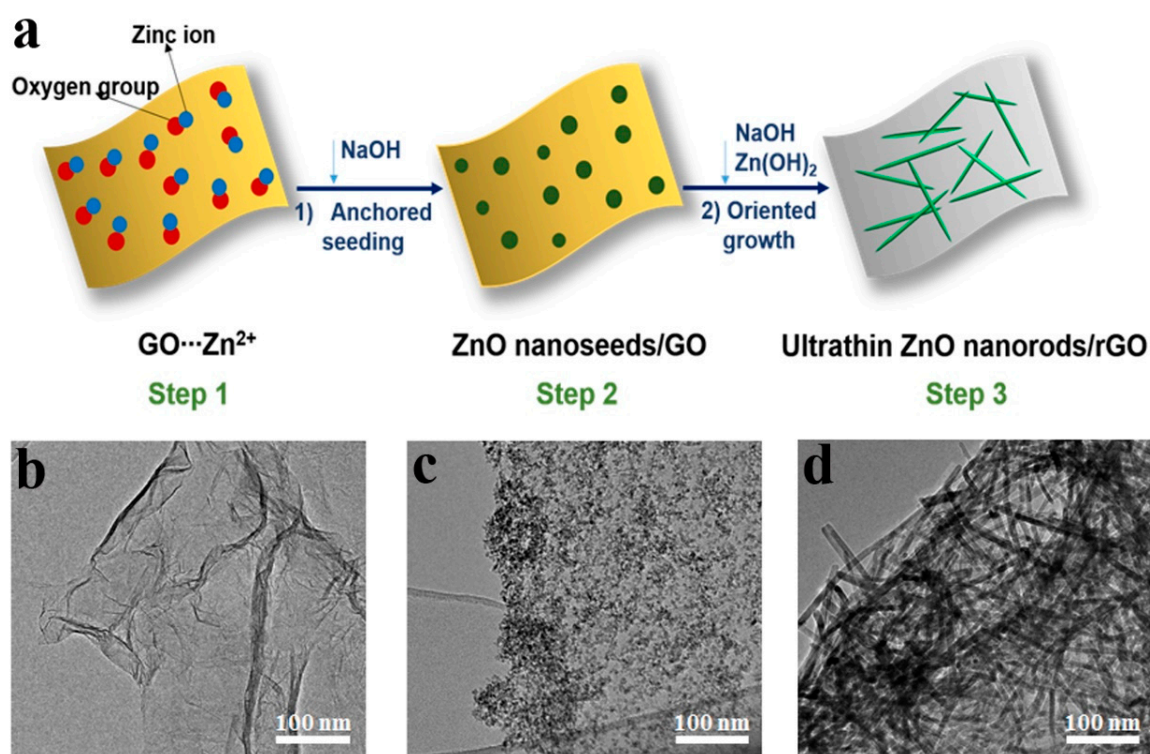 a
Zinc ion
Oxygen group
NaOH
1) Anchored
seeding
NaOH
Zn(OH)₂
2) Oriented
growth
GO···Zn²⁺
ZnO nanoseeds/GO
Ultrathin ZnO nanorods/rGO
Step 1
Step 2
Step 3
b
c
d
100 nm
100 nm
100 nm